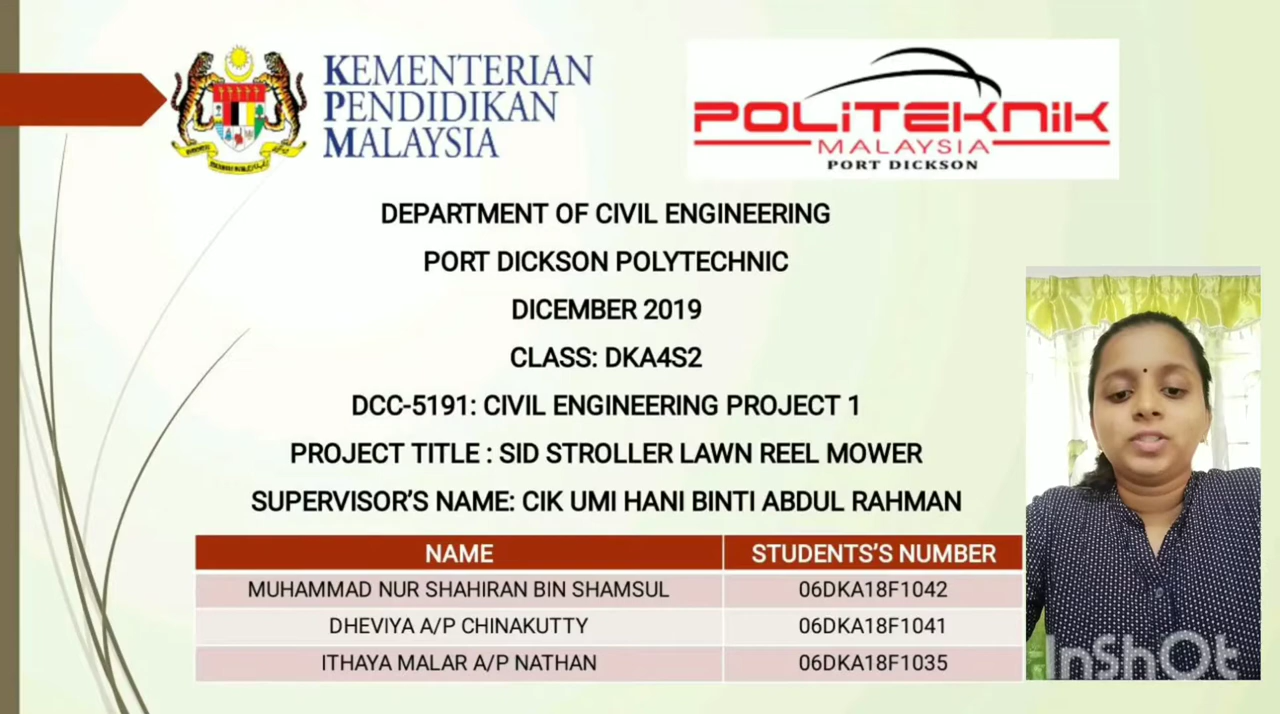 KEMENTERIAN
PENDIDIKAN
MALAYSIA
POLITEKNIK
MALAYSIA
PORT DICKSON
DEPARTMENT OF CIVIL ENGINEERING
PORT DICKSON POLYTECHNIC
DICEMBER 2019
CLASS: DKA4S2
DCC-5191: CIVIL ENGINEERING PROJECT 1
PROJECT TITLE : SID STROLLER LAWN REEL MOWER
SUPERVISOR'S NAME: CIK UMI HANI BINTI ABDUL RAHMAN
NAME STUDENTS'S NUMBER
MUHAMMAD NUR SHAHIRAN BIN SHAMSUL 06DKA18F1042
DHEVIYA A/P CHINAKUTTY 06DKA18F1041
ITHAYA MALAR A/P NATHAN 06DKA18F1035
InShOt